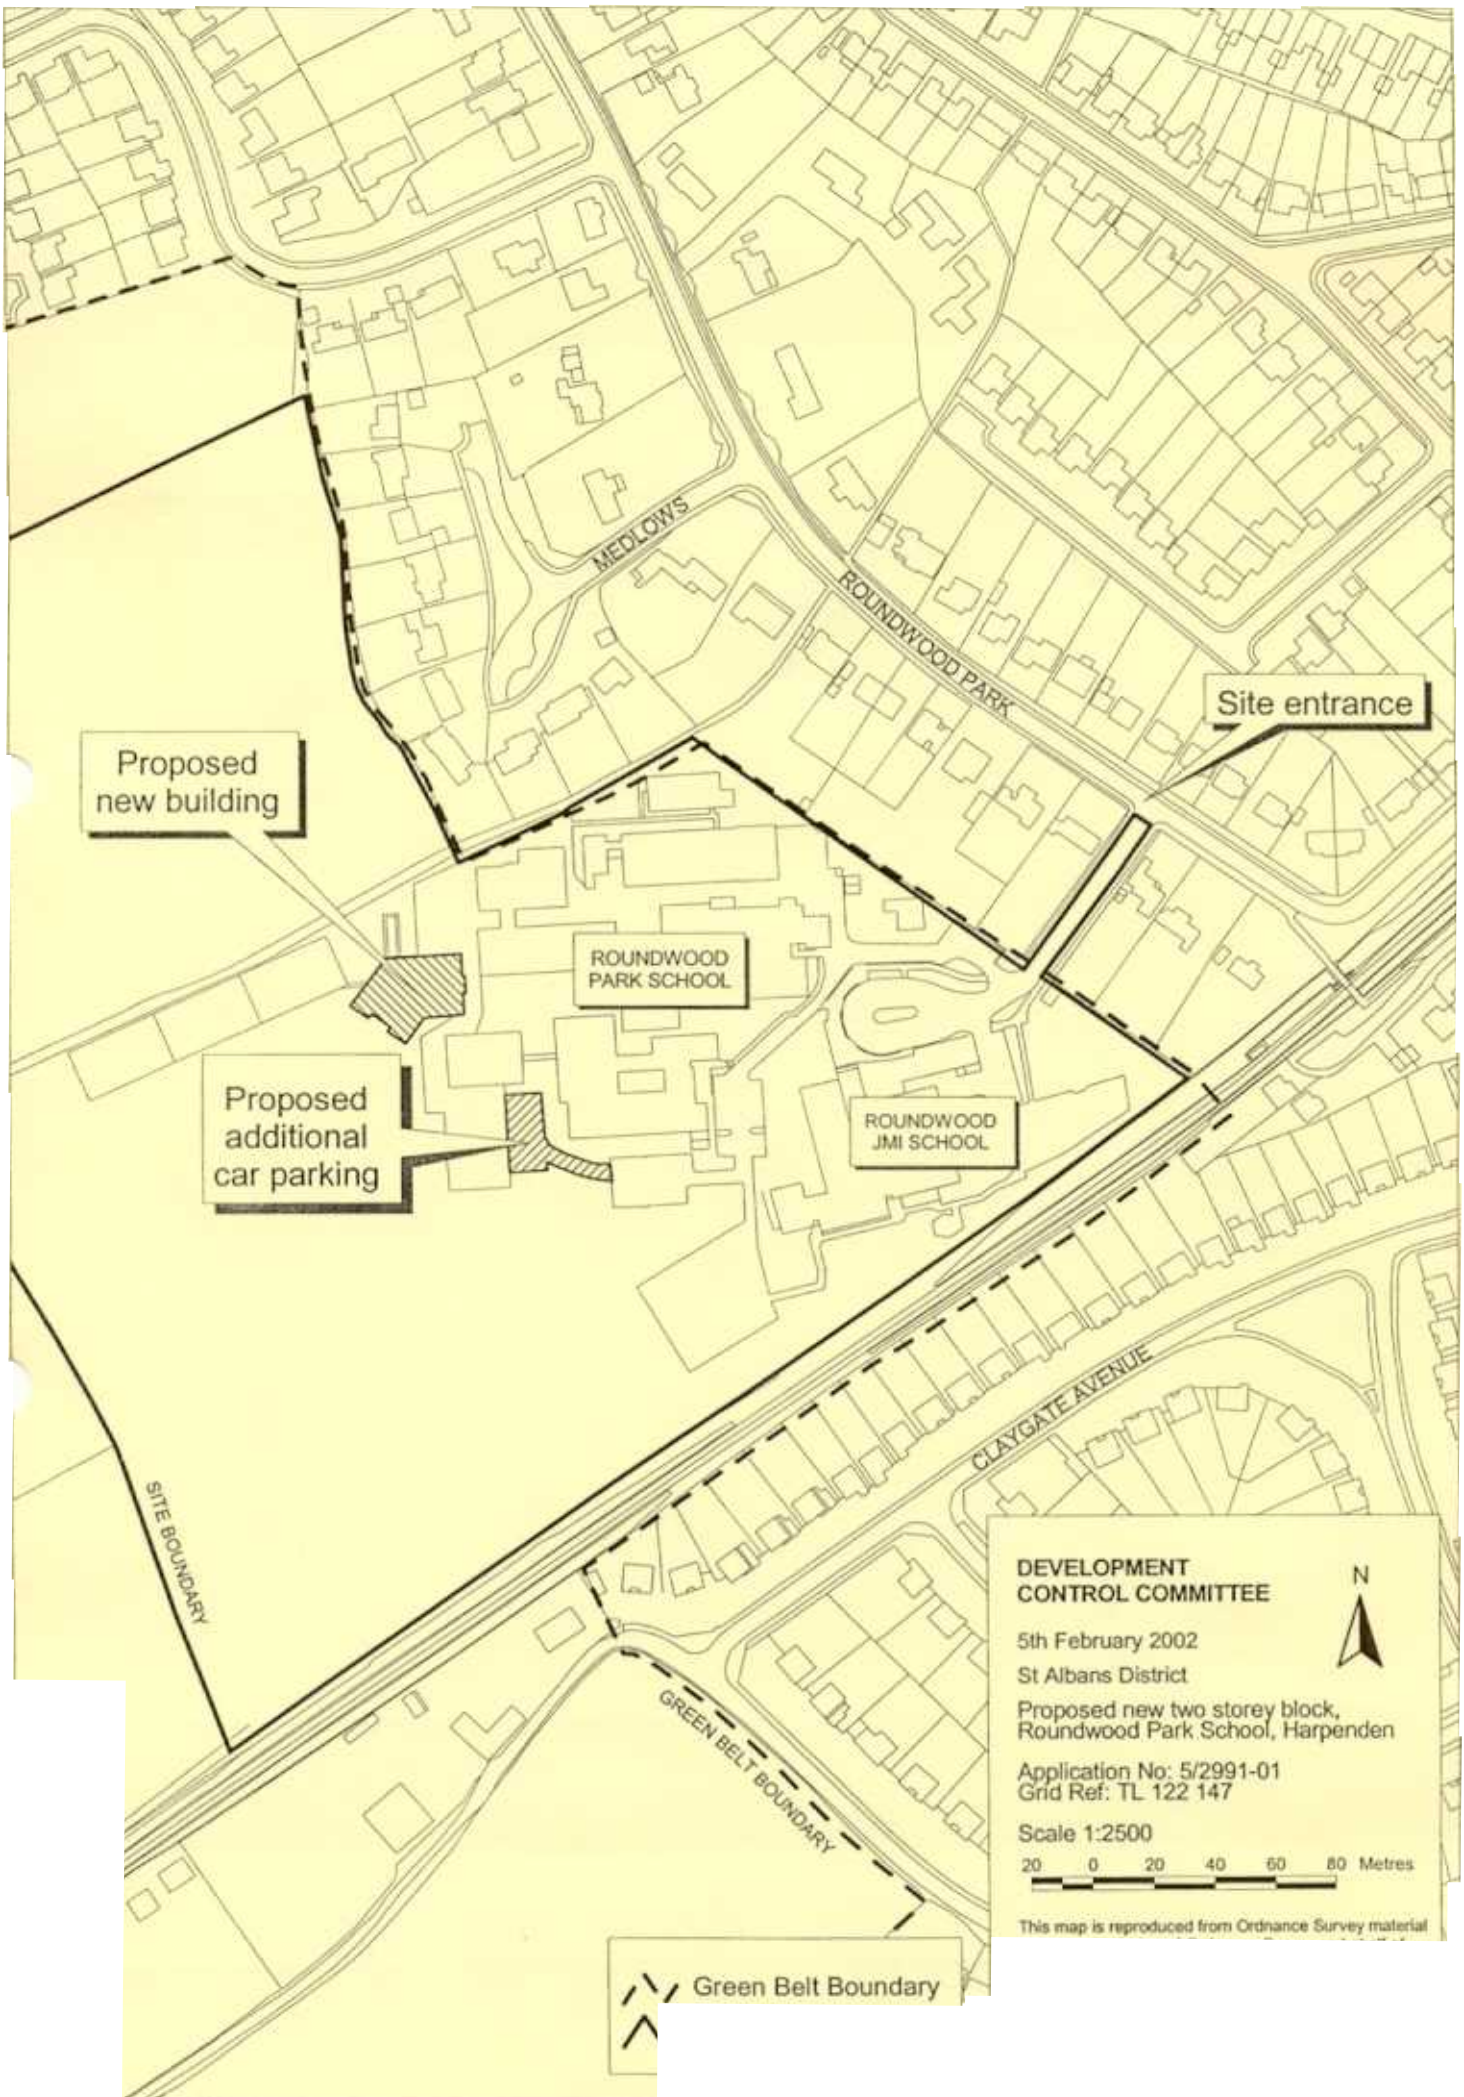 MEDLOWS
ROUNDWOOD PARK
Site entrance
Proposed
new building
ROUNDWOOD
PARK SCHOOL
Proposed
additional
car parking
ROUNDWOOD
JMI SCHOOL
CLAYGATE AVENUE
SITE BOUNDARY
GREEN BELT BOUNDARY
DEVELOPMENT
CONTROL COMMITTEE
N
5th February 2002
St Albans District
Proposed new two storey block,
Roundwood Park School, Harpenden
Application No: 5/2991-01
Grid Ref: TL 122 147
Scale 1:2500
20 0 20 40 60 80 Metres
This map is reproduced from Ordnance Survey material
Green Belt Boundary